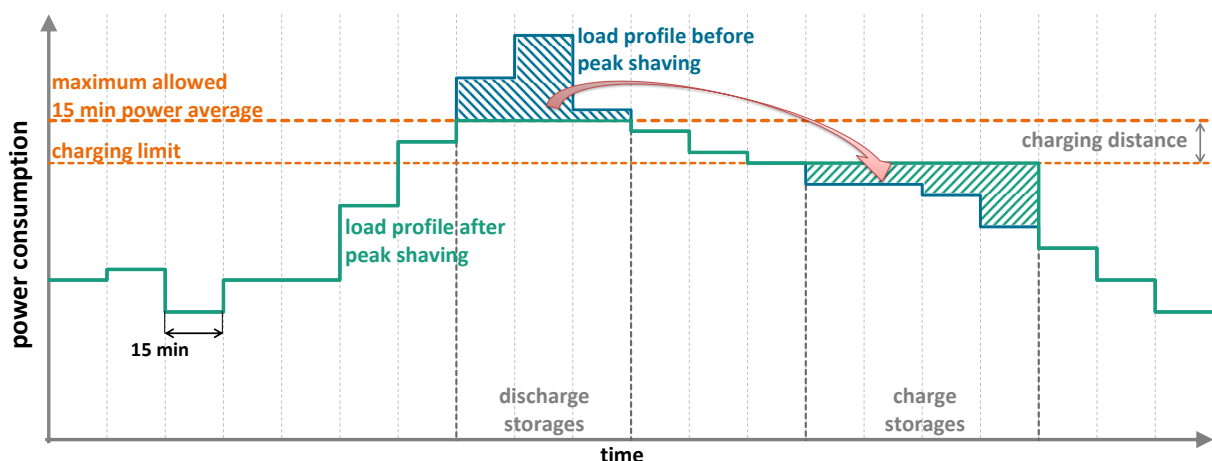 load profile before
peak shaving
maximum allowed
15 min power average
charging distance
charging limit
load profile after
peak shaving
power consumption
15 min
discharge
storages
charge
storages
time